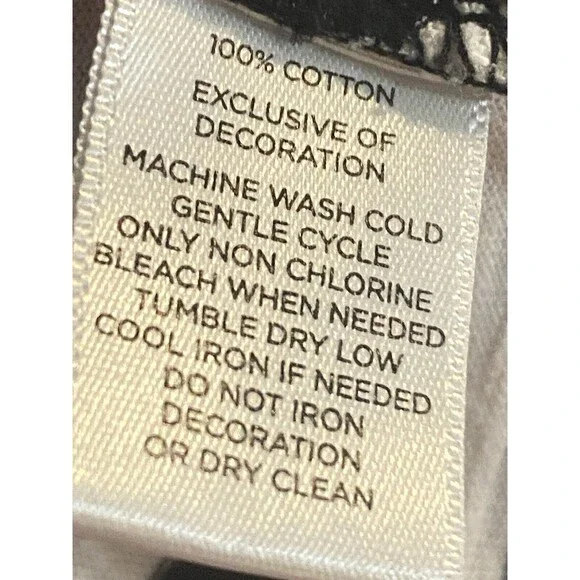 100% COTTON
EXCLUSIVE OF
DECORATION
MACHINE WASH COLD
GENTLE CYCLE
ONLY NON CHLORINE
BLEACH WHEN NEEDED
TUMBLE DRY LOW
COOL IRON IF NEEDED
DO NOT IRON
DECORATION
OR DRY CLEAN